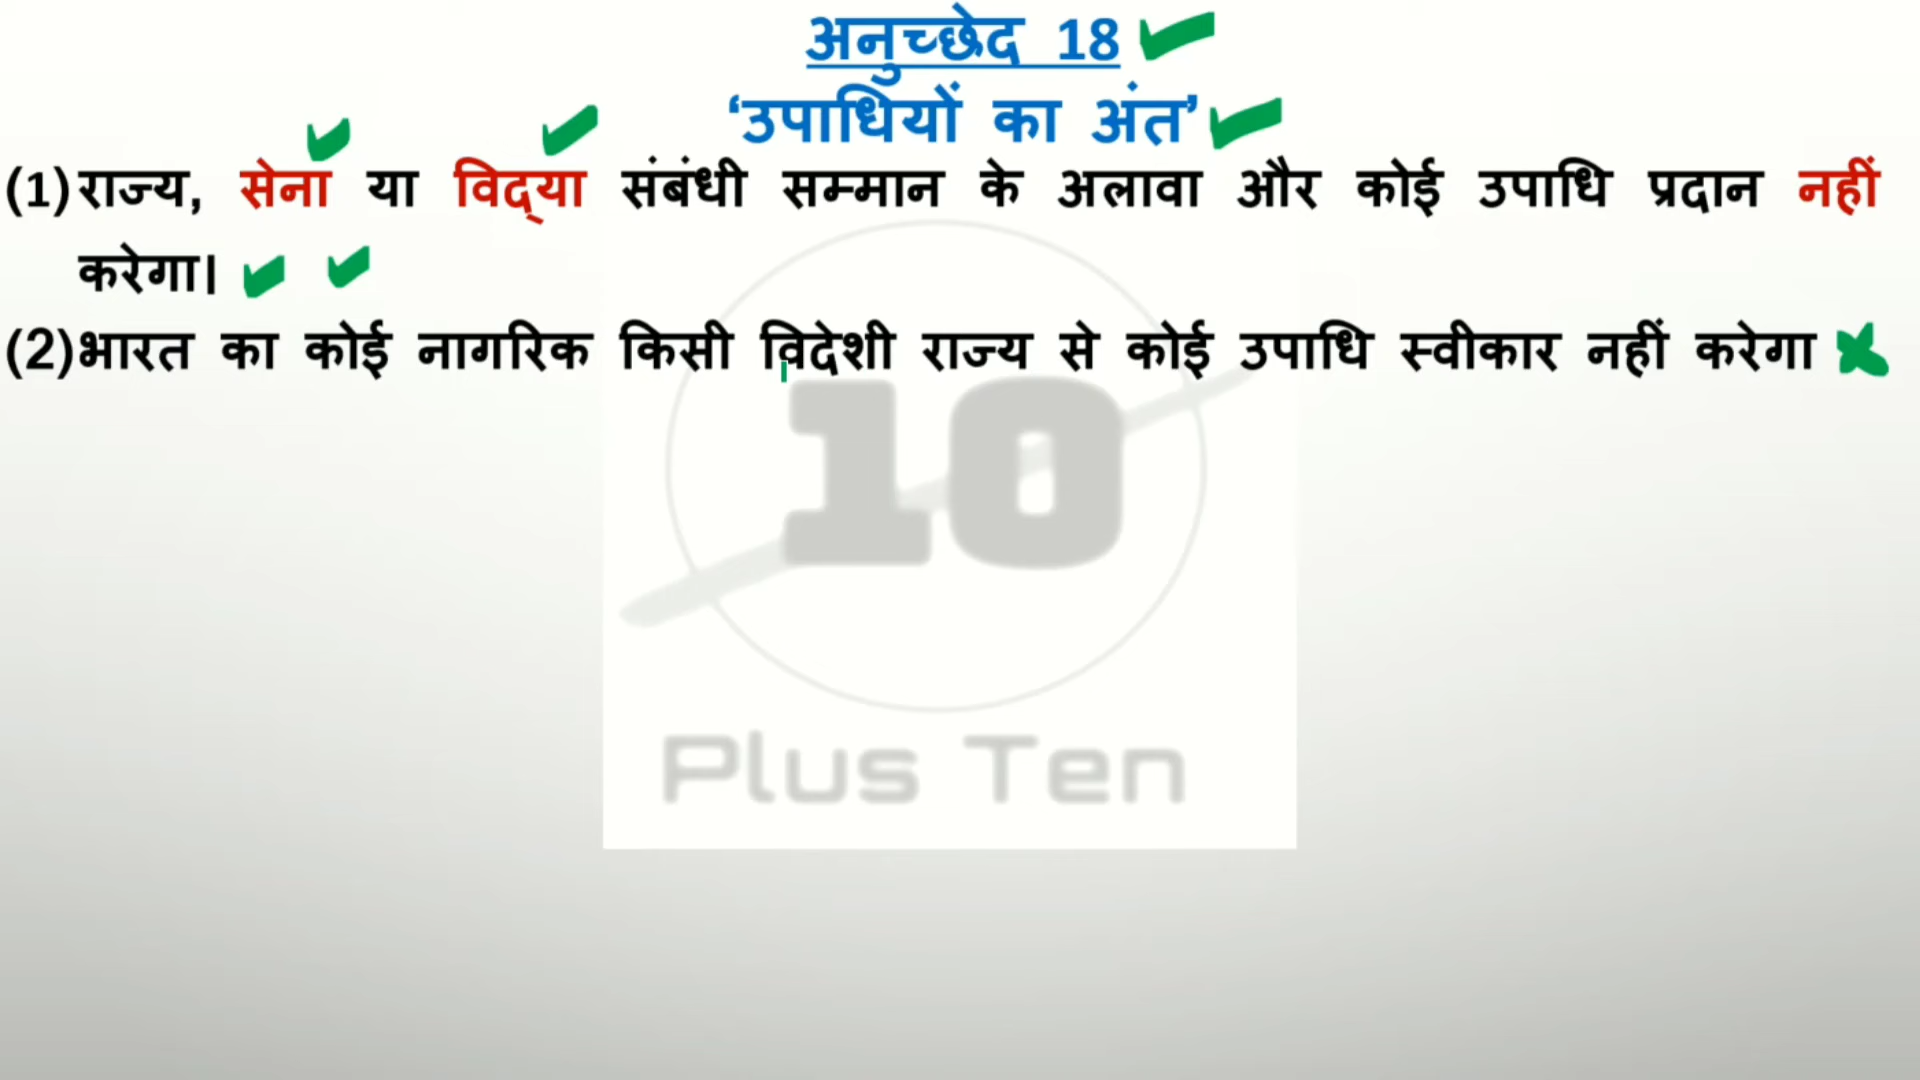 अनुच्छेद 18
‘उपाधियों का अंत’
(1) राज्य, सेना या विद्‌या संबंधी सम्मान के अलावा और कोई उपाधि प्रदान नहीं
करेगा।
(2) भारत का कोई नागरिक किसी विदेशी राज्य से कोई उपाधि स्वीकार नहीं करेगा
10
Plus Ten